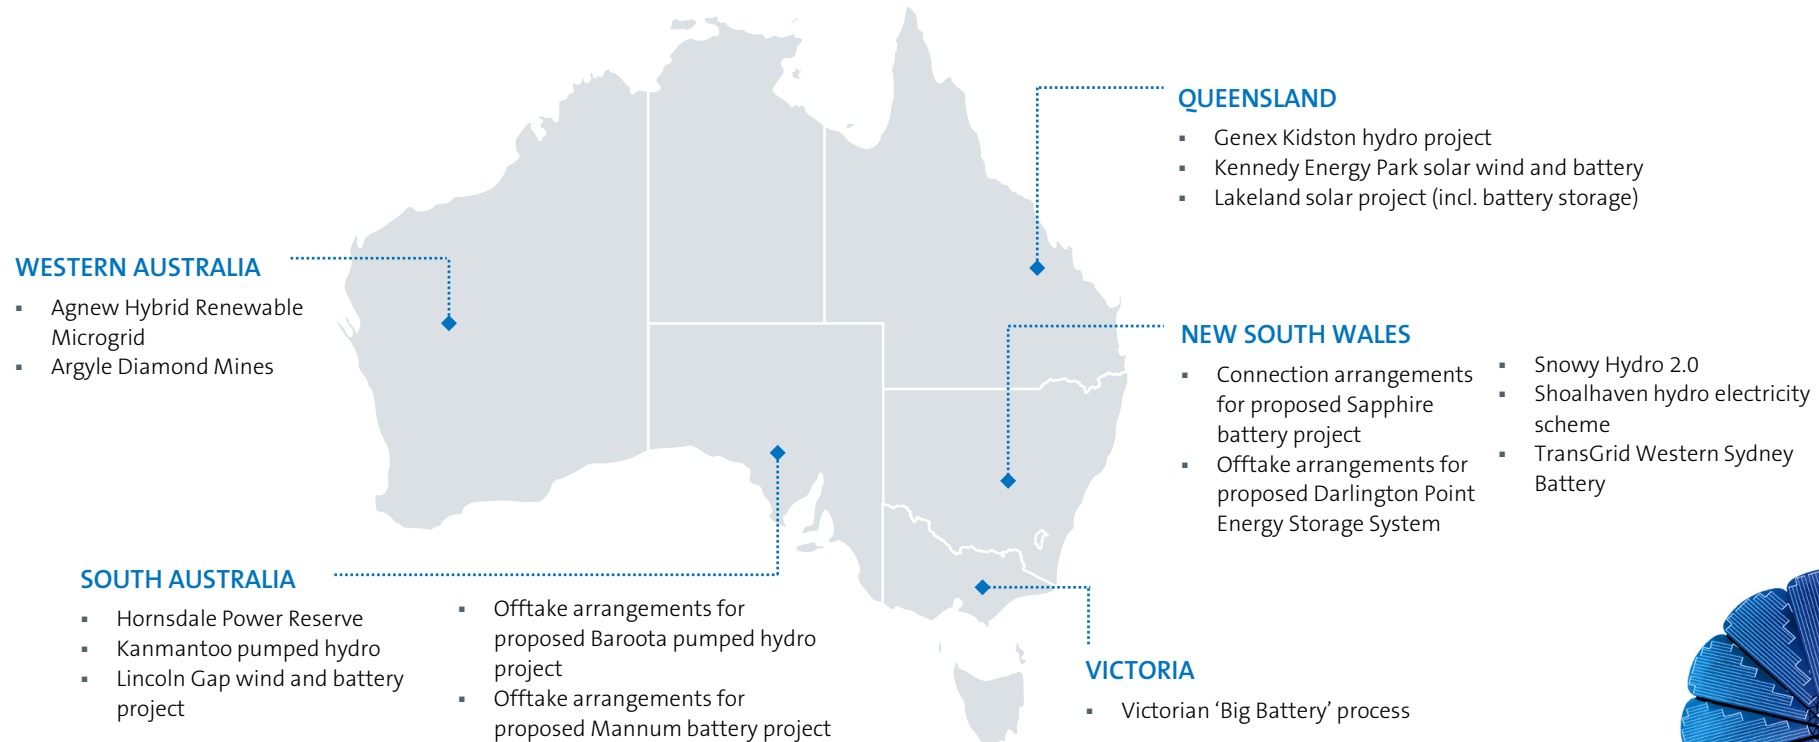 QUEENSLAND
▪ Genex Kidston hydro project
▪ Kennedy Energy Park solar wind and battery
▪ Lakeland solar project (incl. battery storage)
WESTERN AUSTRALIA
▪ Agnew Hybrid Renewable
Microgrid
▪ Argyle Diamond Mines
NEW SOUTH WALES
▪ Connection arrangements
for proposed Sapphire
battery project
▪ Offtake arrangements for
proposed Darlington Point
Energy Storage System
▪ Snowy Hydro 2.0
▪ Shoalhaven hydro electricity
scheme
▪ TransGrid Western Sydney
Battery
SOUTH AUSTRALIA
▪ Hornsdale Power Reserve
▪ Kanmantoo pumped hydro
▪ Lincoln Gap wind and battery
project
▪ Offtake arrangements for
proposed Baroota pumped hydro
project
▪ Offtake arrangements for
proposed Mannum battery project
VICTORIA
▪ Victorian ‘Big Battery’ process